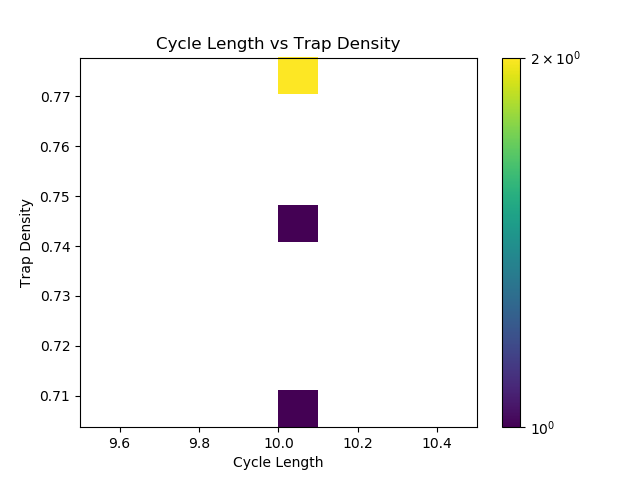 Cycle Length vs Trap Density
Trap Density
0.77
0.76
0.75
0.74
0.73
0.72
0.71
9.6 9.8 10.0 10.2 10.4
Cycle Length
2 × 10⁰
10⁰